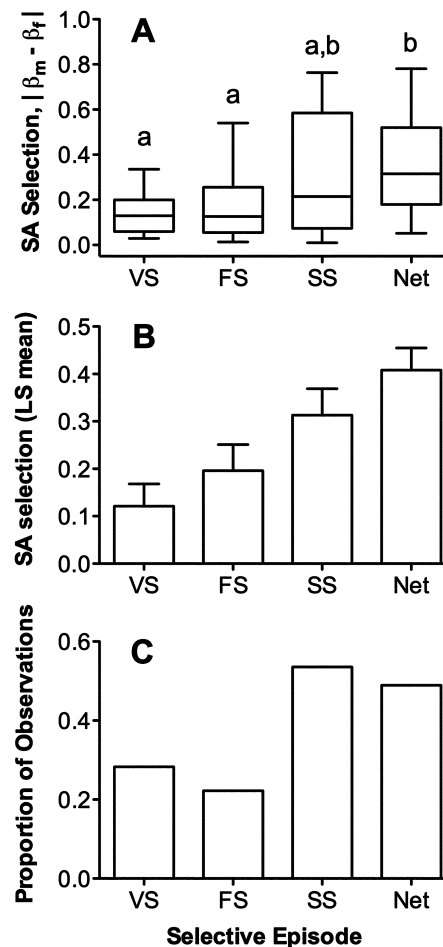 A
SA Selection, | βm - βf |
1.0
0.8
0.6
0.4
0.2
0.0
a
a
a,b
b
VS FS SS Net
B
SA selection (LS mean)
0.5
0.4
0.3
0.2
0.1
0.0
VS FS SS Net
C
Proportion of Observations
0.6
0.4
0.2
0.0
VS FS SS Net
Selective Episode